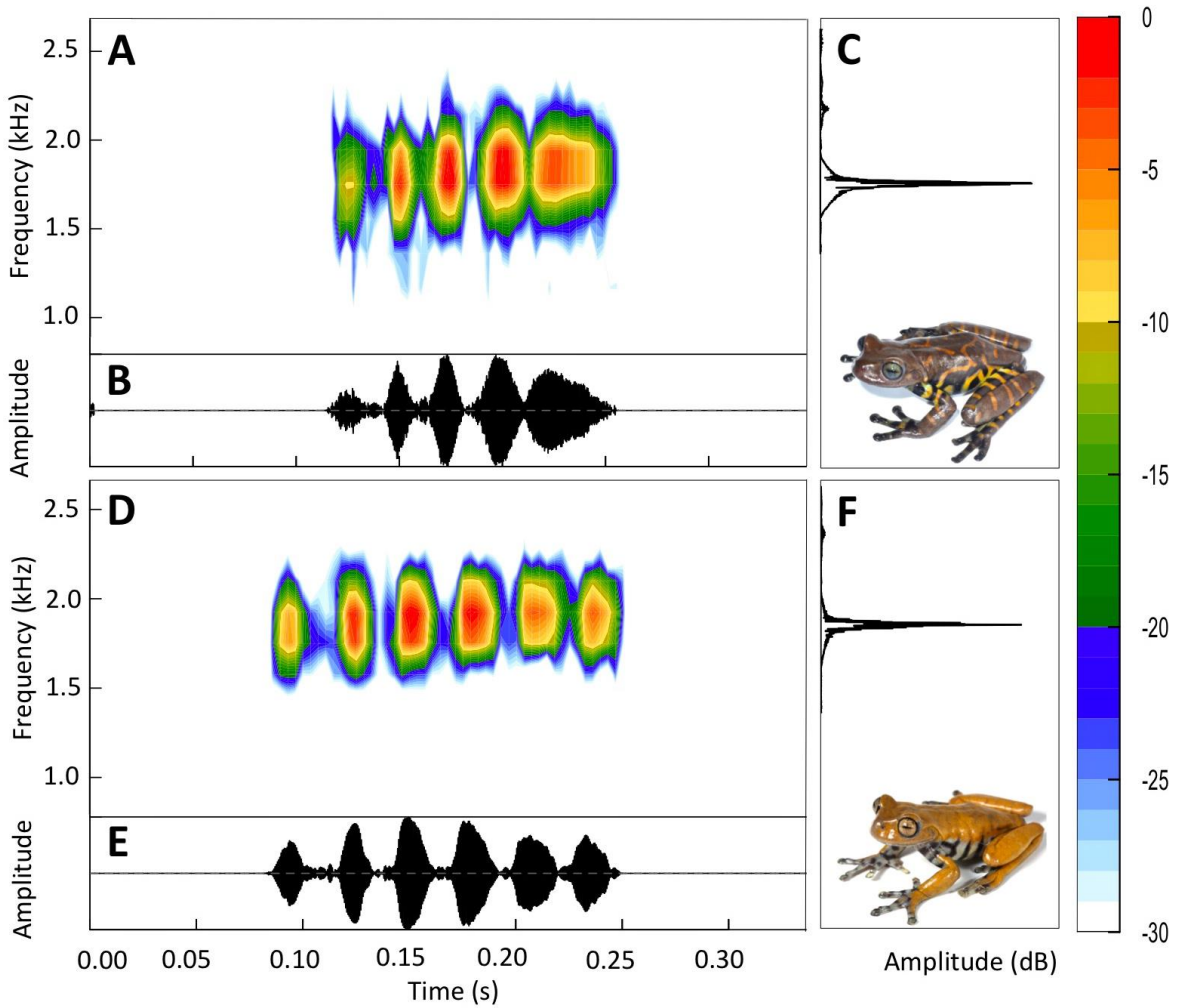 A
2.5
2.0
1.5
1.0
Frequency (kHz)
B
Amplitude
C
D
2.5
2.0
1.5
1.0
Frequency (kHz)
E
Amplitude
F
0.00 0.05 0.10 0.15 0.20 0.25 0.30
Time (s)
Amplitude (dB)
0
-5
-10
-15
-20
-25
-30